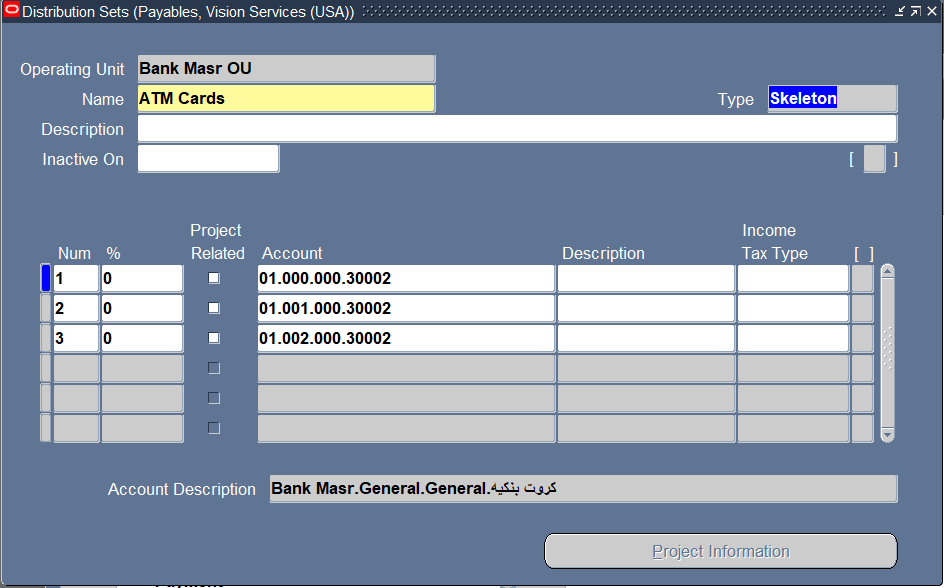 Distribution Sets (Payables, Vision Services (USA))
Operating Unit Bank Masr OU
Name ATM Cards Type Skeleton
Description
Inactive On [ ]
Project Income
Num % Related Account Description Tax Type [ ]
1 0 01.000.000.30002
2 0 01.001.000.30002
3 0 01.002.000.30002
Account Description Bank Masr.General.General.كروت بنكيه
Project Information